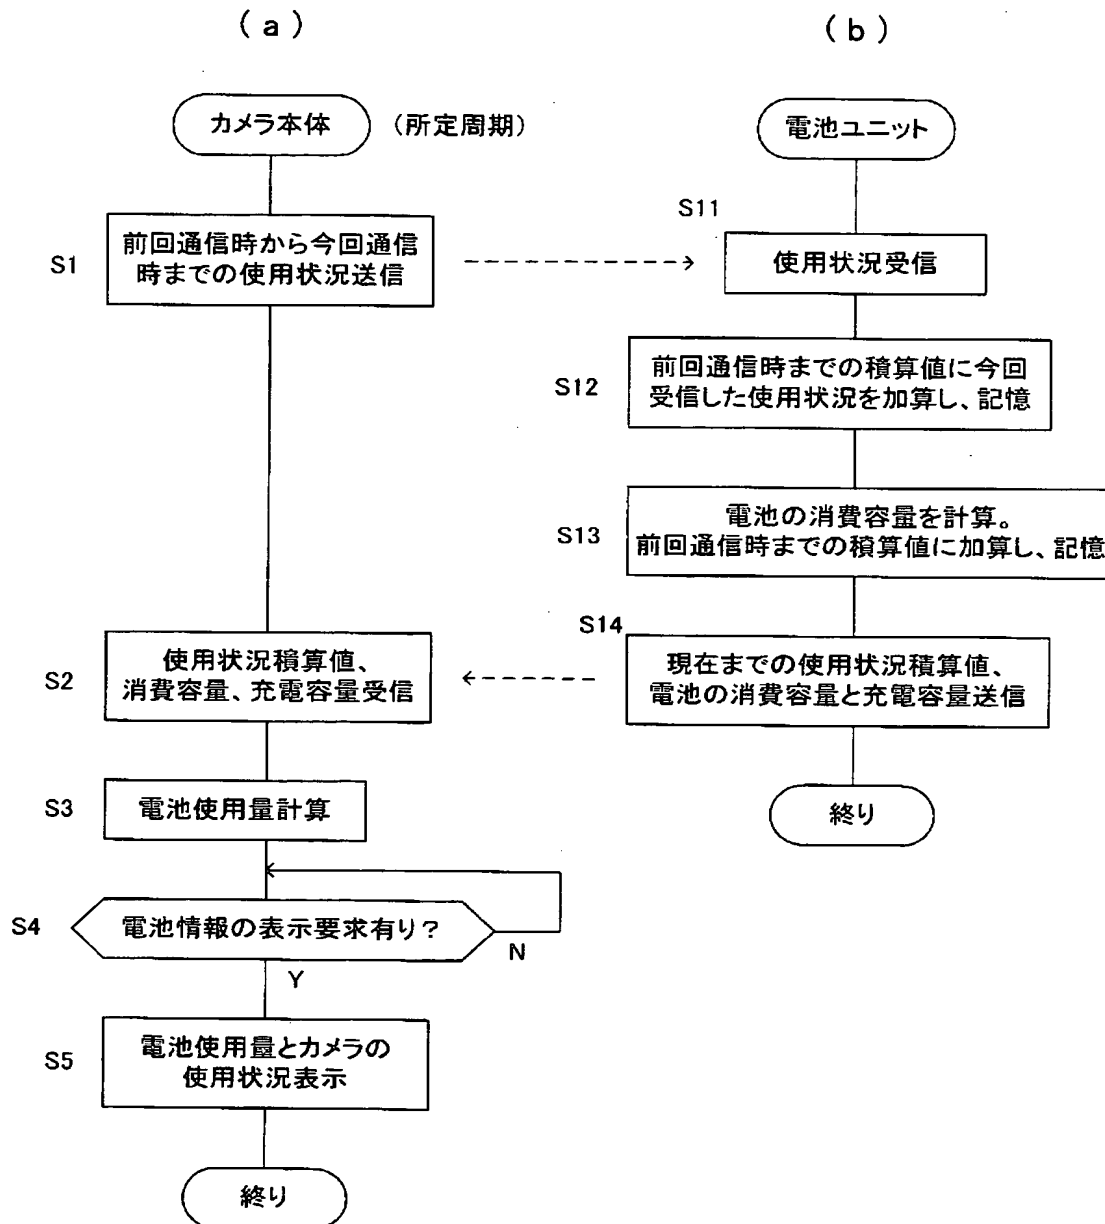 (a)
カメラ本体
(所定周期)
S1
前回通信時から今回通信
時までの使用状況送信
S2
使用状況積算値、
消費容量、充電容量受信
S3
電池使用量計算
S4
電池情報の表示要求有り?
N
Y
S5
電池使用量とカメラの
使用状況表示
終り
(b)
電池ユニット
S11
使用状況受信
S12
前回通信時までの積算値に今回
受信した使用状況を加算し、記憶
S13
電池の消費容量を計算。
前回通信時までの積算値に加算し、記憶
S14
現在までの使用状況積算値、
電池の消費容量と充電容量送信
終り